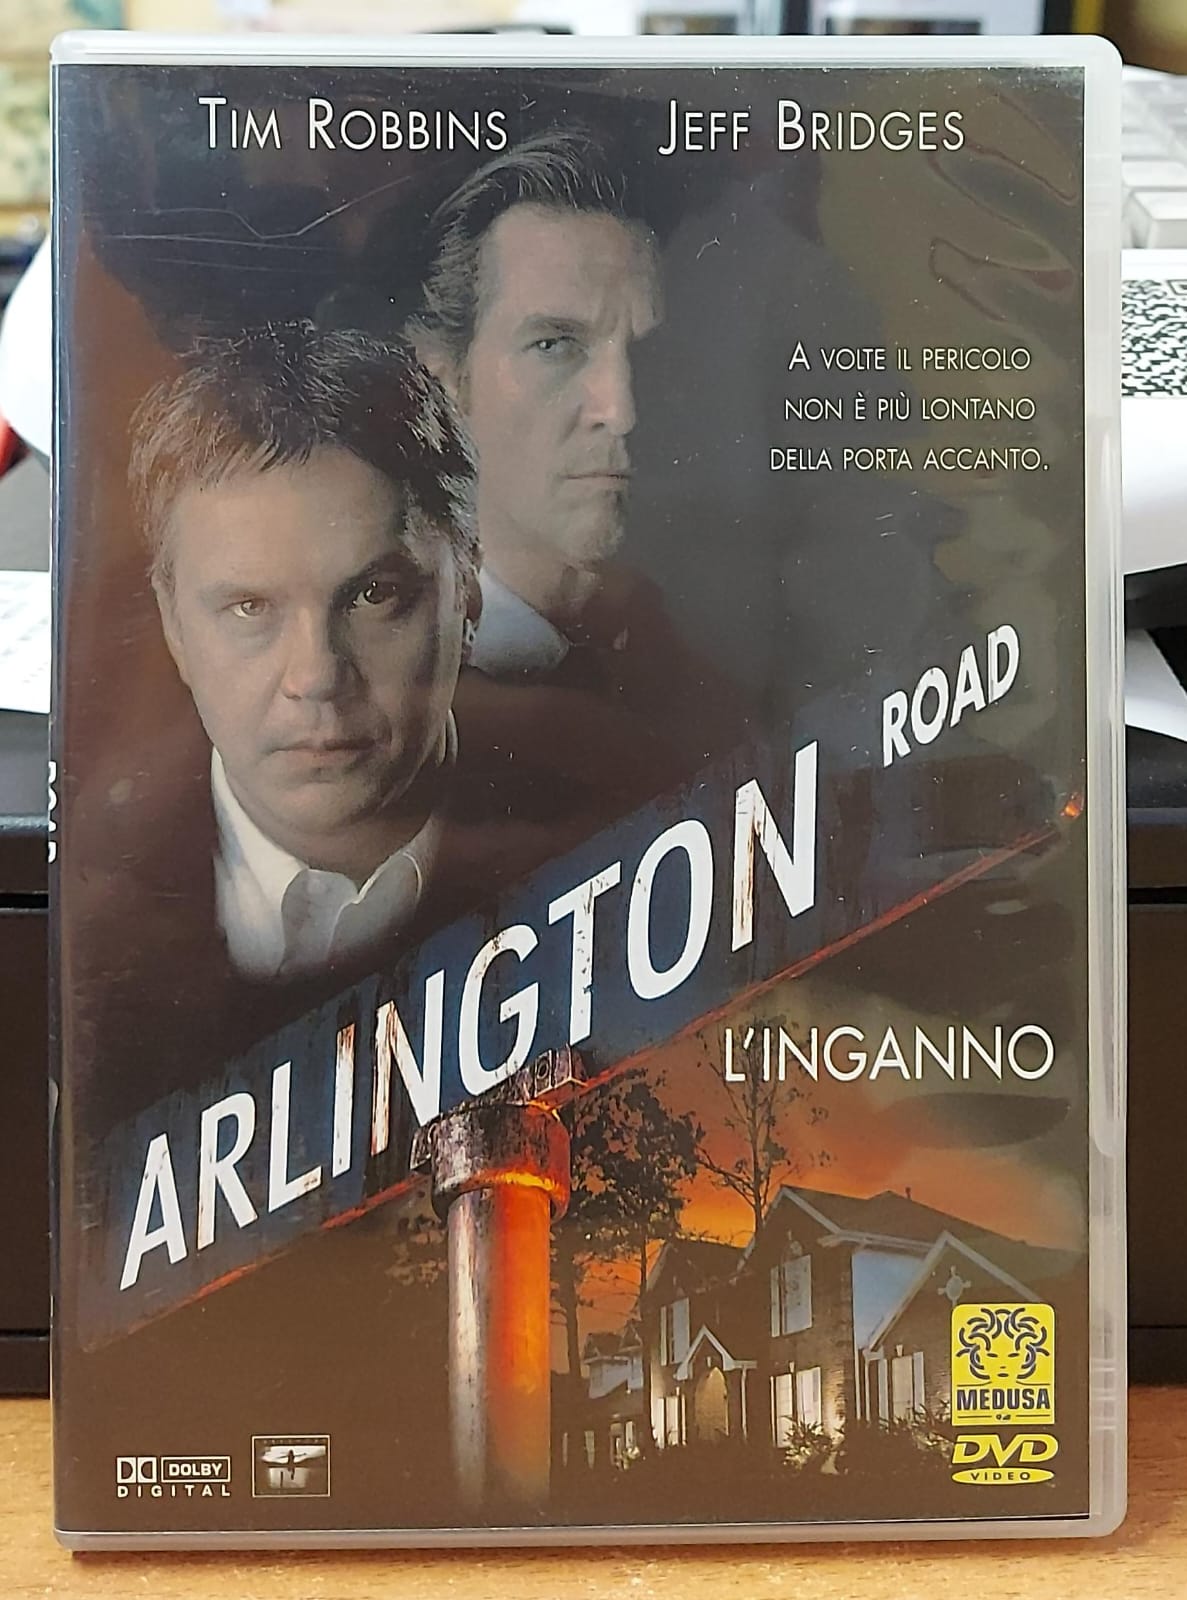 TIM ROBBINS
JEFF BRIDGES
A VOLTE IL PERICOLO
NON È PIÙ LONTANO
DELLA PORTA ACCANTO.
ARLINGTON ROAD
L'INGANNO
MEDUSA
DVD
VIDEO
DOLBY
DIGITAL